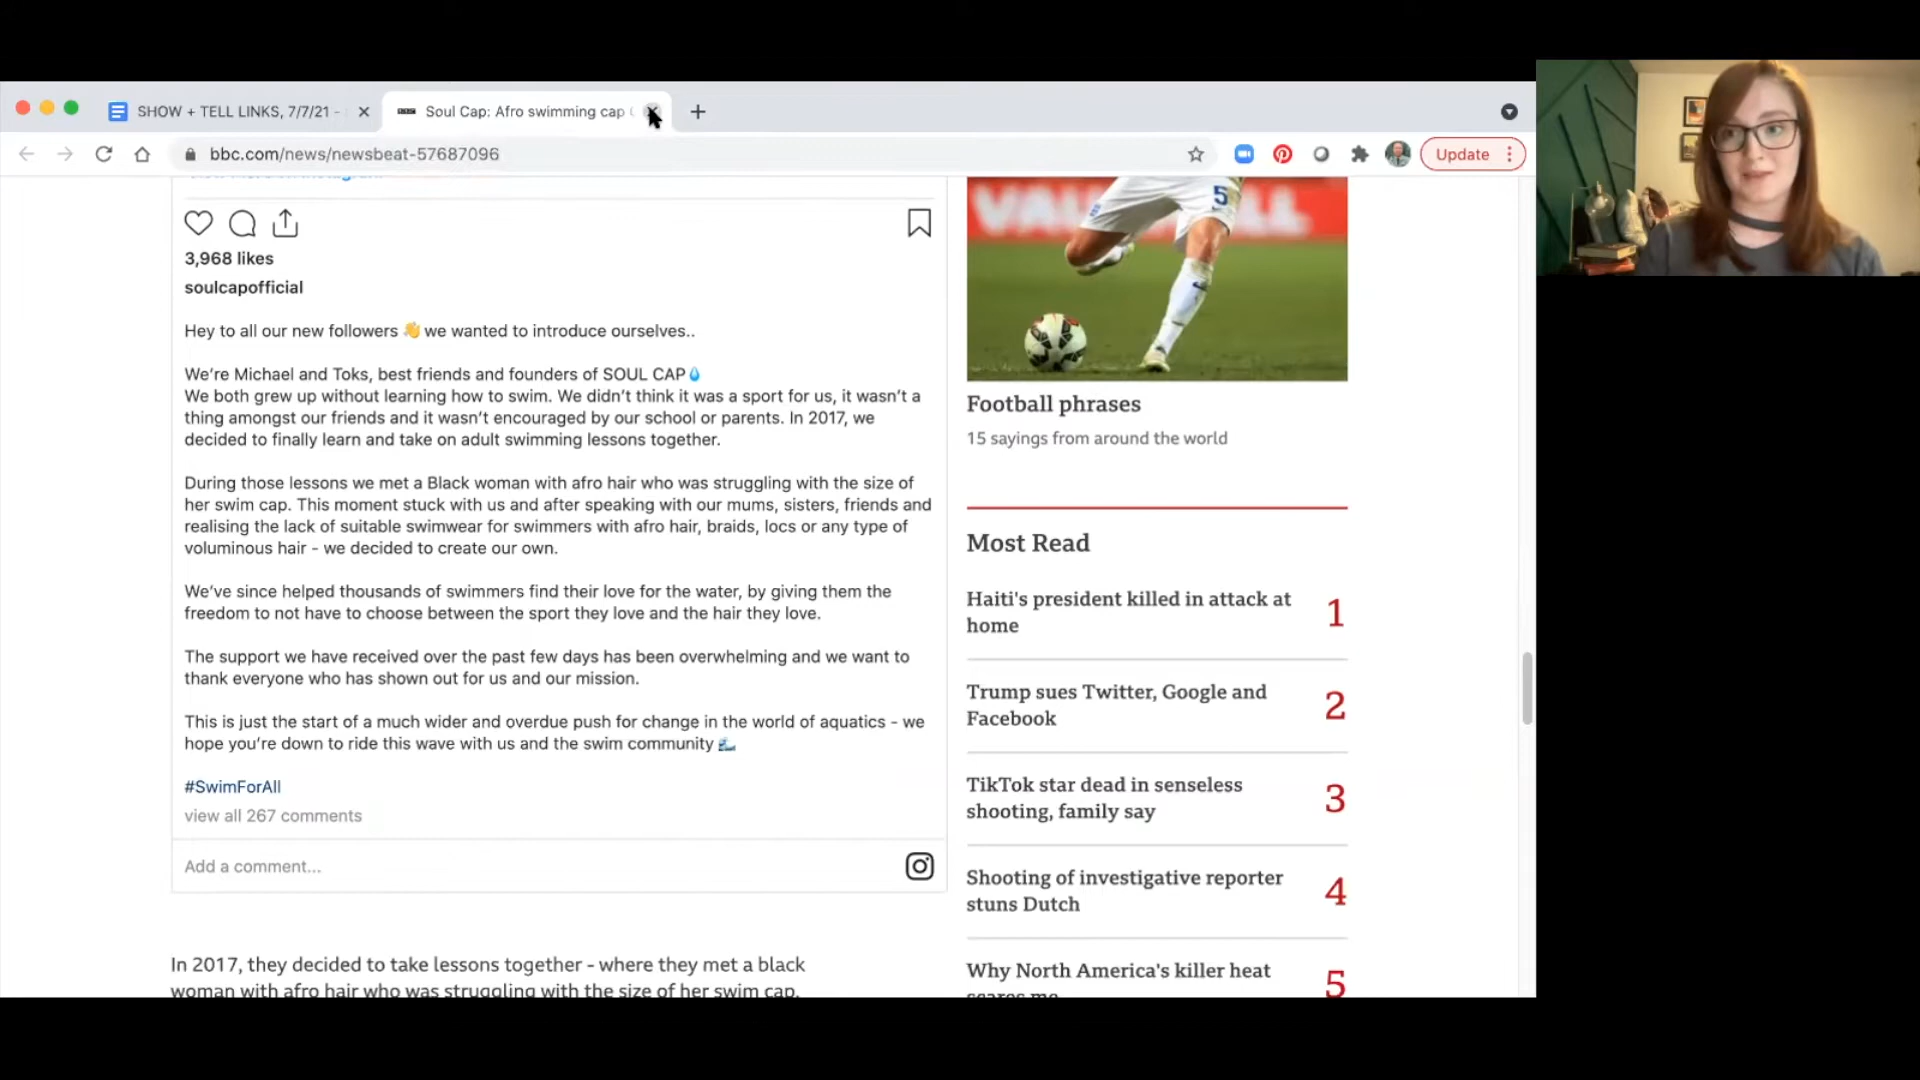 SHOW + TELL LINKS, 7/7/21 -
Soul Cap: Afro swimming cap
bbc.com/news/newsbeat-57687096
Update
3,968 likes
soulcapofficial
Hey to all our new followers 👋 we wanted to introduce ourselves..
We're Michael and Toks, best friends and founders of SOUL CAP💧
We both grew up without learning how to swim. We didn't think it was a sport for us, it wasn't a
thing amongst our friends and it wasn't encouraged by our school or parents. In 2017, we
decided to finally learn and take on adult swimming lessons together.
During those lessons we met a Black woman with afro hair who was struggling with the size of
her swim cap. This moment stuck with us and after speaking with our mums, sisters, friends and
realising the lack of suitable swimwear for swimmers with afro hair, braids, locs or any type of
voluminous hair - we decided to create our own.
We've since helped thousands of swimmers find their love for the water, by giving them the
freedom to not have to choose between the sport they love and the hair they love.
The support we have received over the past few days has been overwhelming and we want to
thank everyone who has shown out for us and our mission.
This is just the start of a much wider and overdue push for change in the world of aquatics - we
hope you're down to ride this wave with us and the swim community 🌊
#SwimForAll
view all 267 comments
Add a comment...
In 2017, they decided to take lessons together - where they met a black
woman with afro hair who was struggling with the size of her swim cap.
5
Football phrases
15 sayings from around the world
Most Read
Haiti's president killed in attack at
home
1
Trump sues Twitter, Google and
Facebook
2
TikTok star dead in senseless
shooting, family say
3
Shooting of investigative reporter
stuns Dutch
4
Why North America's killer heat
scares me
5